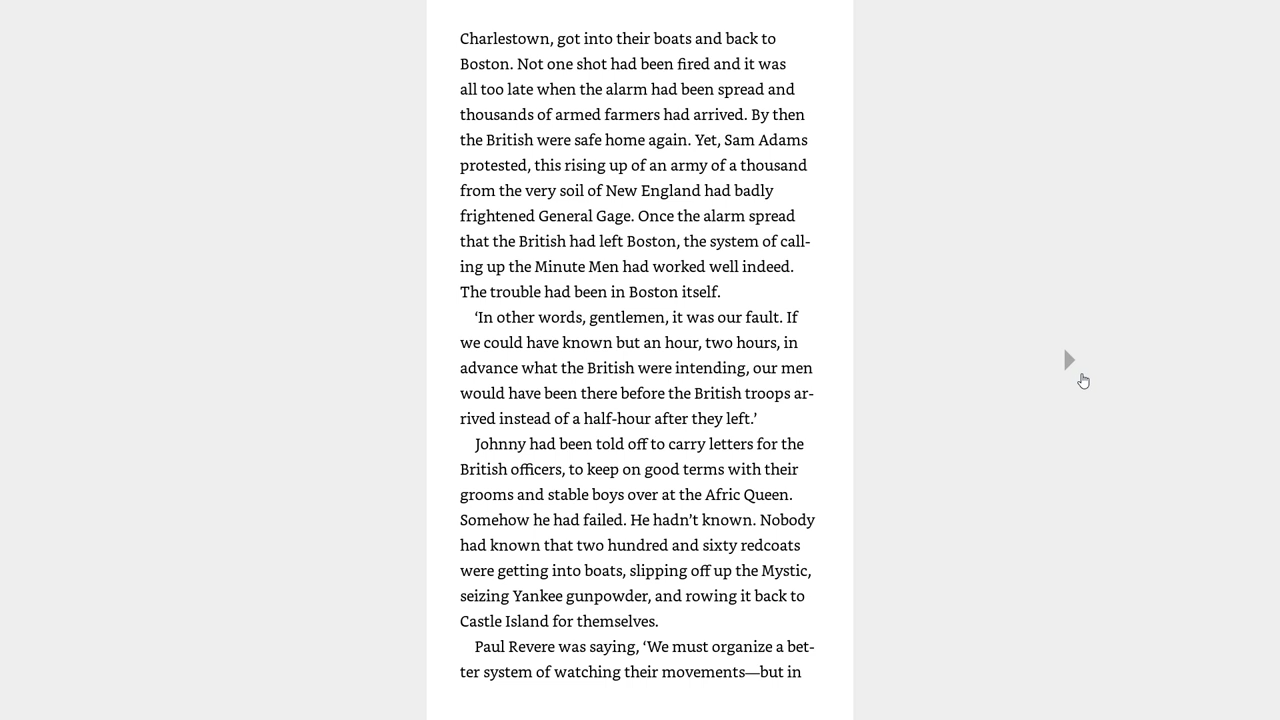 Charlestown, got into their boats and back to
Boston. Not one shot had been fired and it was
all too late when the alarm had been spread and
thousands of armed farmers had arrived. By then
the British were safe home again. Yet, Sam Adams
protested, this rising up of an army of a thousand
from the very soil of New England had badly
frightened General Gage. Once the alarm spread
that the British had left Boston, the system of call-
ing up the Minute Men had worked well indeed.
The trouble had been in Boston itself.
‘In other words, gentlemen, it was our fault. If
we could have known but an hour, two hours, in
advance what the British were intending, our men
would have been there before the British troops ar-
rived instead of a half-hour after they left.’
Johnny had been told off to carry letters for the
British officers, to keep on good terms with their
grooms and stable boys over at the Afric Queen.
Somehow he had failed. He hadn’t known. Nobody
had known that two hundred and sixty redcoats
were getting into boats, slipping off up the Mystic,
seizing Yankee gunpowder, and rowing it back to
Castle Island for themselves.
Paul Revere was saying, ‘We must organize a bet-
ter system of watching their movements—but in